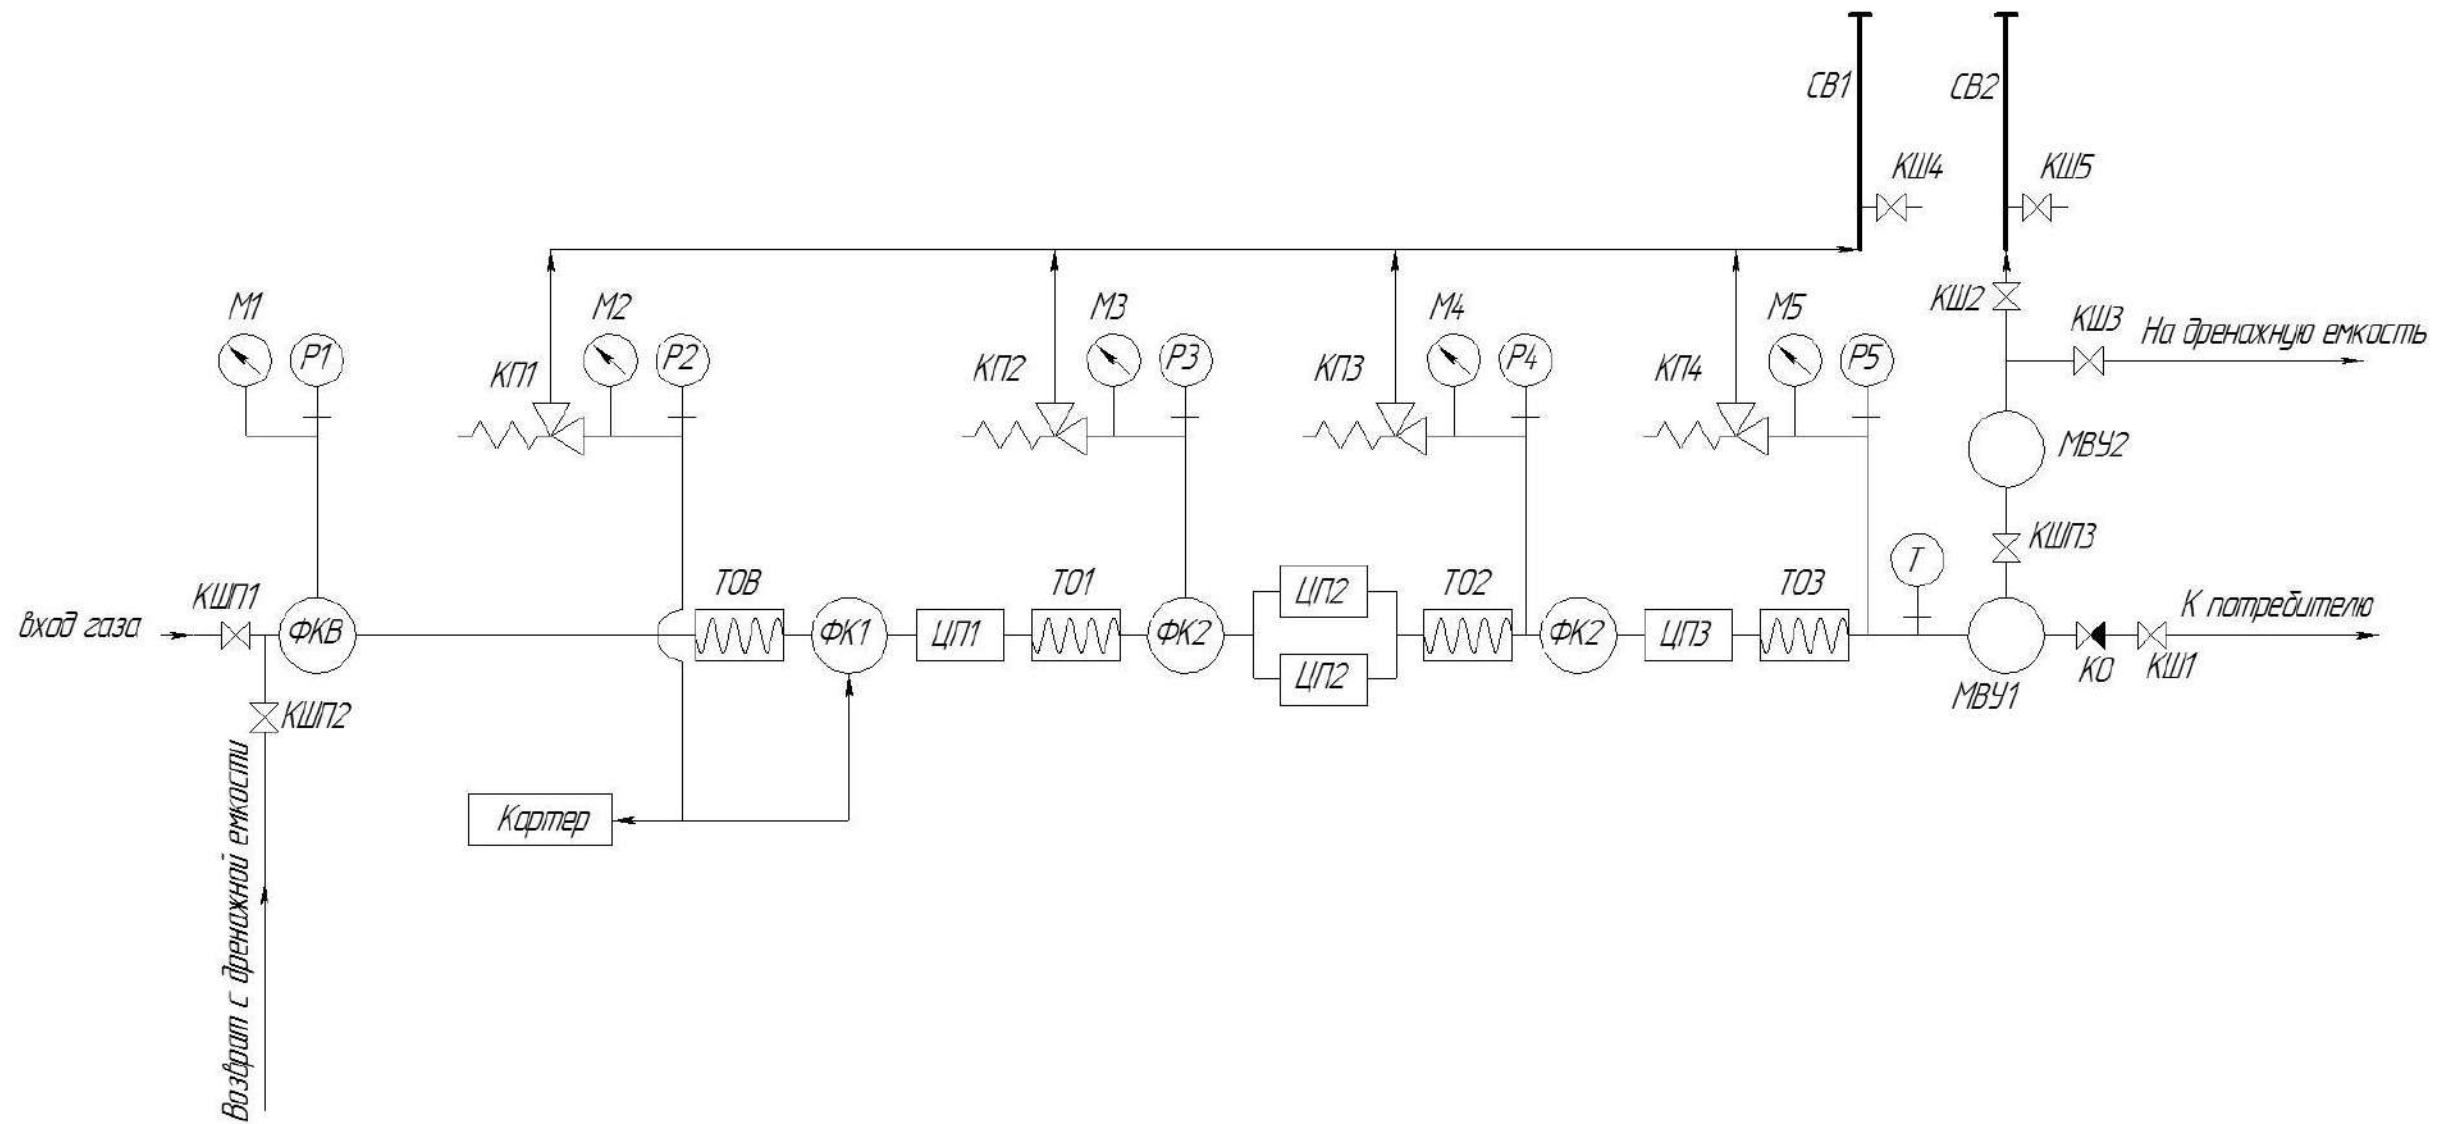 СВ1
СВ2
КШ4
КШ5
М1
Р1
КП1
М2
Р2
КП2
М3
Р3
КП3
М4
Р4
КП4
М5
Р5
КШ2
КШ3
На дренажную емкость
МВУ2
КШП3
вход газа
КШП1
ФКВ
ТОВ
ФК1
ЦП1
ТО1
ФК2
ЦП2
ЦП2
ТО2
ФК2
ЦП3
ТО3
Т
МВУ1
КО
КШ1
К потребителю
КШП2
Картер
Возврат с дренажной емкости